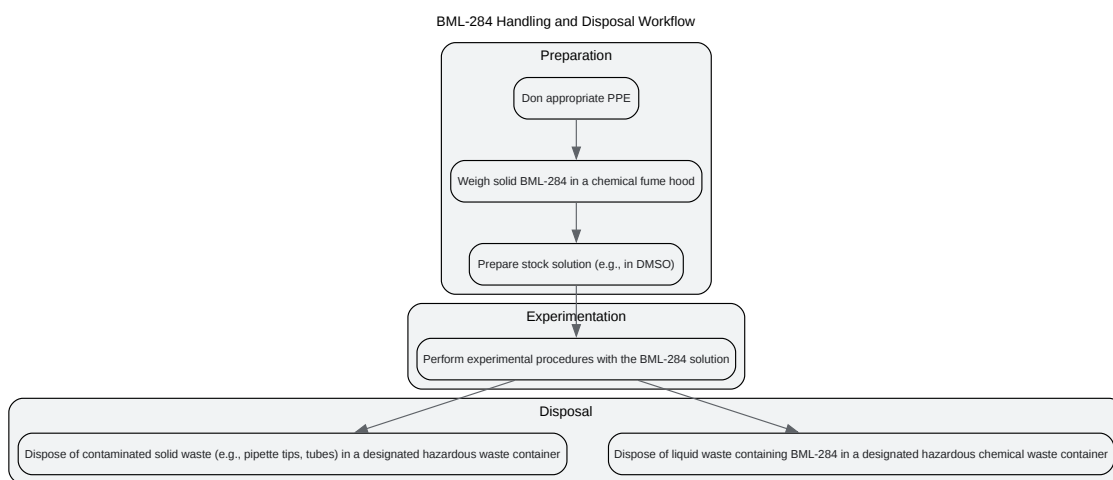 BML-284 Handling and Disposal Workflow
Preparation
Don appropriate PPE
Weigh solid BML-284 in a chemical fume hood
Prepare stock solution (e.g., in DMSO)
Experimentation
Perform experimental procedures with the BML-284 solution
Disposal
Dispose of contaminated solid waste (e.g., pipette tips, tubes) in a designated hazardous waste container
Dispose of liquid waste containing BML-284 in a designated hazardous chemical waste container